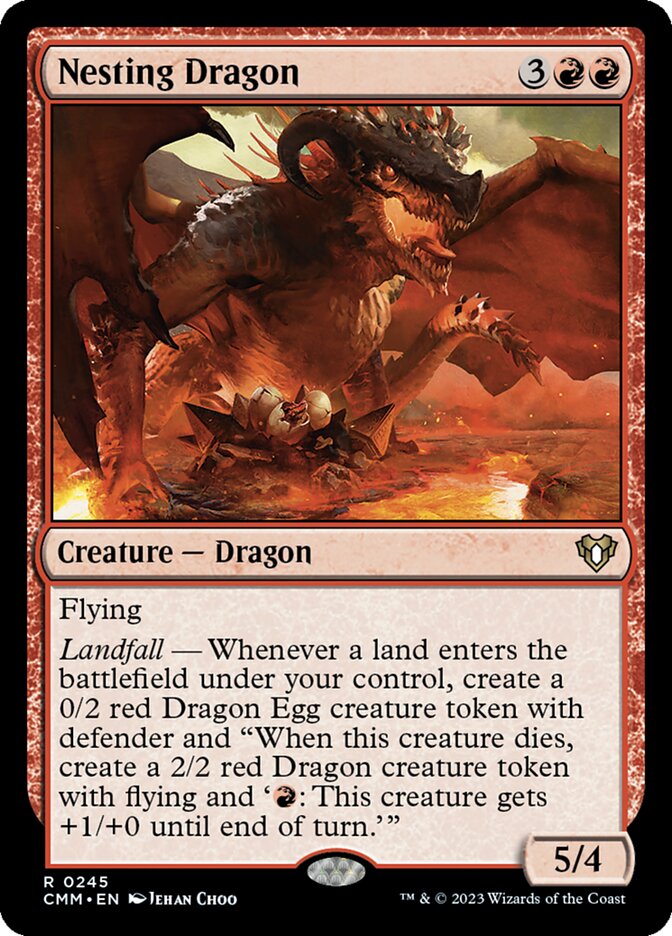 Nesting Dragon 3
Creature — Dragon
Flying
Landfall — Whenever a land enters the
battlefield under your control, create a
0/2 red Dragon Egg creature token with
defender and “When this creature dies,
create a 2/2 red Dragon creature token
with flying and ‘: This creature gets
+1/+0 until end of turn.’”
5/4
R 0245
CMM • EN Jehan Choo
™ & © 2023 Wizards of the Coast